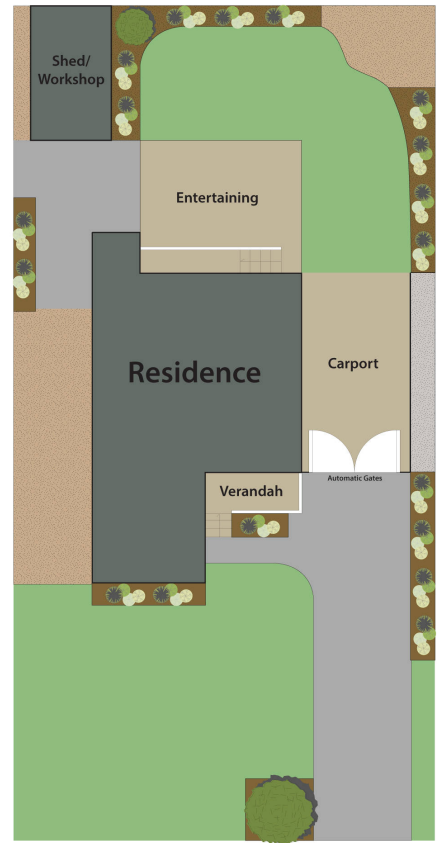 Shed/
Workshop
Entertaining
Residence
Carport
Automatic Gates
Verandah